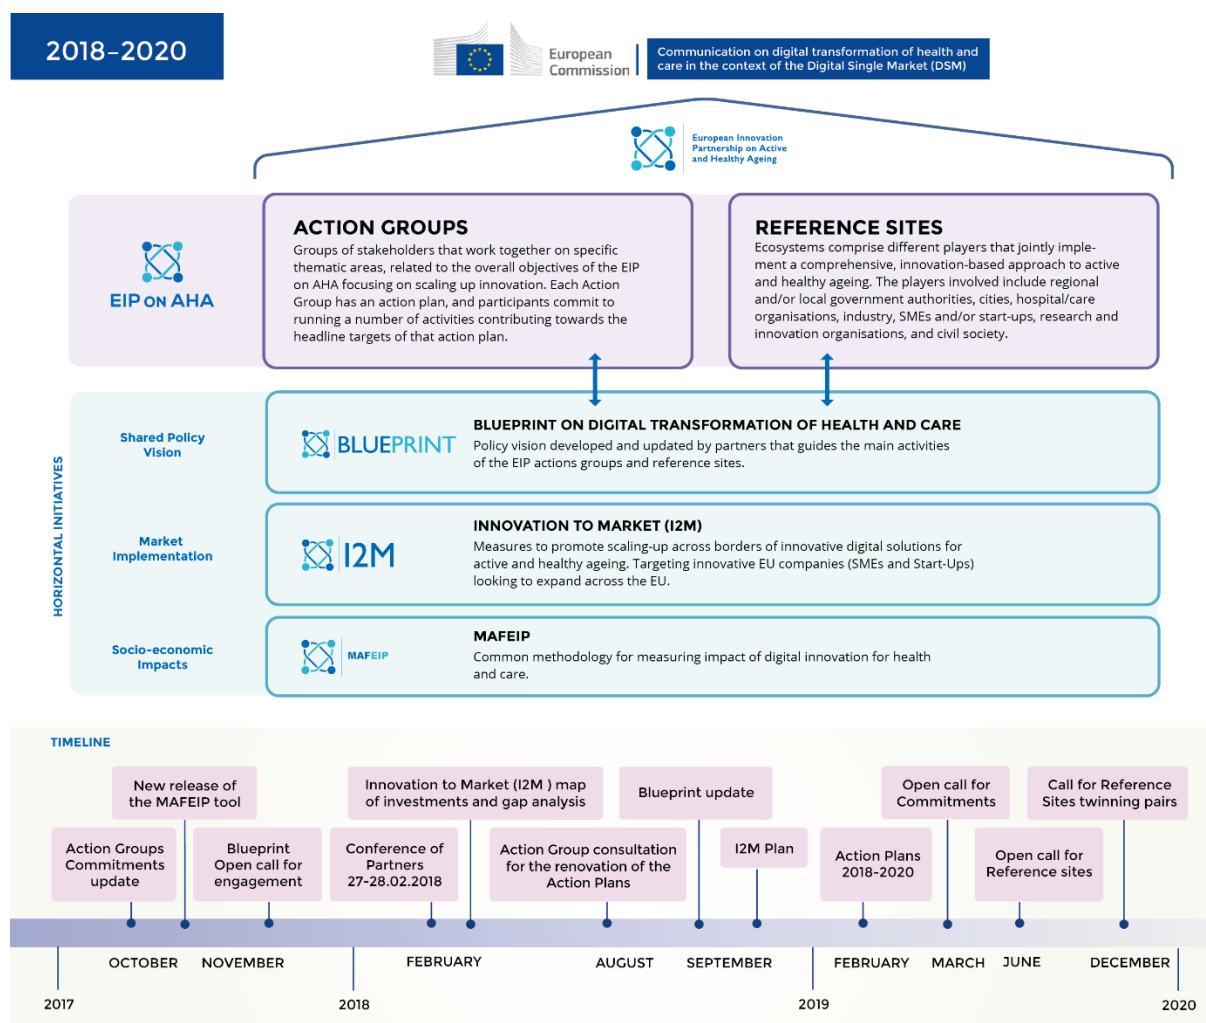 2018–2020
European
Commission
Communication on digital transformation of health and
care in the context of the Digital Single Market (DSM)
European Innovation
Partnership on Active
and Healthy Ageing
EIP ON AHA
ACTION GROUPS
Groups of stakeholders that work together on specific
thematic areas, related to the overall objectives of the EIP
on AHA focusing on scaling up innovation. Each Action
Group has an action plan, and participants commit to
running a number of activities contributing towards the
headline targets of that action plan.
REFERENCE SITES
Ecosystems comprise different players that jointly imple-
ment a comprehensive, innovation-based approach to active
and healthy ageing. The players involved include regional
and/or local government authorities, cities, hospital/care
organisations, industry, SMEs and/or start-ups, research and
innovation organisations, and civil society.
HORIZONTAL INITIATIVES
Shared Policy
Vision
BLUEPRINT
BLUEPRINT ON DIGITAL TRANSFORMATION OF HEALTH AND CARE
Policy vision developed and updated by partners that guides the main activities
of the EIP actions groups and reference sites.
Market
Implementation
I2M
INNOVATION TO MARKET (I2M)
Measures to promote scaling-up across borders of innovative digital solutions for
active and healthy ageing. Targeting innovative EU companies (SMEs and Start-Ups)
looking to expand across the EU.
Socio-economic
Impacts
MAFEIP
MAFEIP
Common methodology for measuring impact of digital innovation for health
and care.
TIMELINE
New release of
the MAFEIP tool
Innovation to Market (I2M ) map
of investments and gap analysis
Blueprint update
Open call for
Commitments
Call for Reference
Sites twinning pairs
Action Groups
Commitments
update
Blueprint
Open call for
engagement
Conference of
Partners
27-28.02.2018
Action Group consultation
for the renovation of the
Action Plans
I2M Plan
Action Plans
2018-2020
Open call for
Reference sites
OCTOBER
NOVEMBER
FEBRUARY
AUGUST
SEPTEMBER
FEBRUARY
MARCH
JUNE
DECEMBER
2017
2018
2019
2020